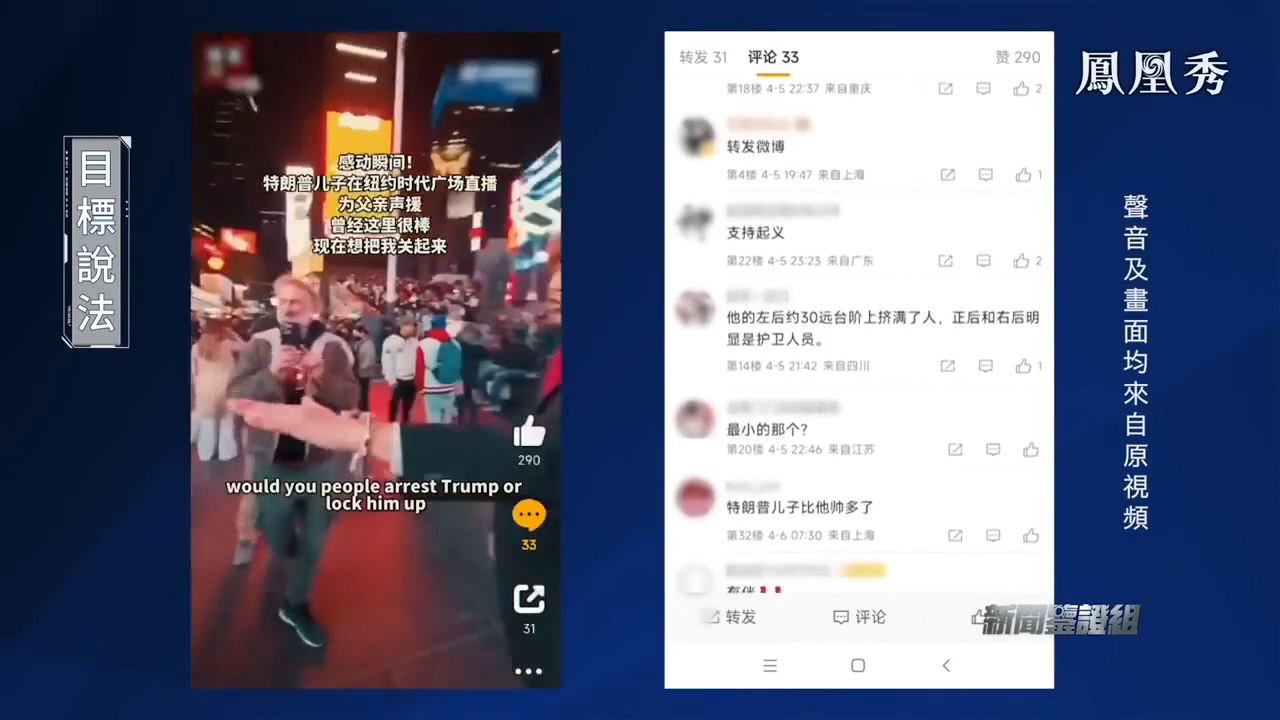 目標說法
感动瞬间！
特朗普儿子在纽约时代广场直播
为父亲声援
曾经这里很棒
现在想把我关起来
would you people arrest Trump or
lock him up
290
33
31
转发 31 评论 33 赞 290
第18楼 4-5 22:37 来自重庆 2
转发微博
第4楼 4-5 19:47 来自上海 1
支持起义
第22楼 4-5 23:23 来自广东 2
他的左后约30远台阶上挤满了人，正后和右后明
显是护卫人员。
第14楼 4-5 21:42 来自四川 1
最小的那个？
第20楼 4-5 22:46 来自江苏
特朗普儿子比他帅多了
第32楼 4-6 07:30 来自上海
转发 评论
新聞鑒證組
鳳凰秀
聲音及畫面均來自原視頻